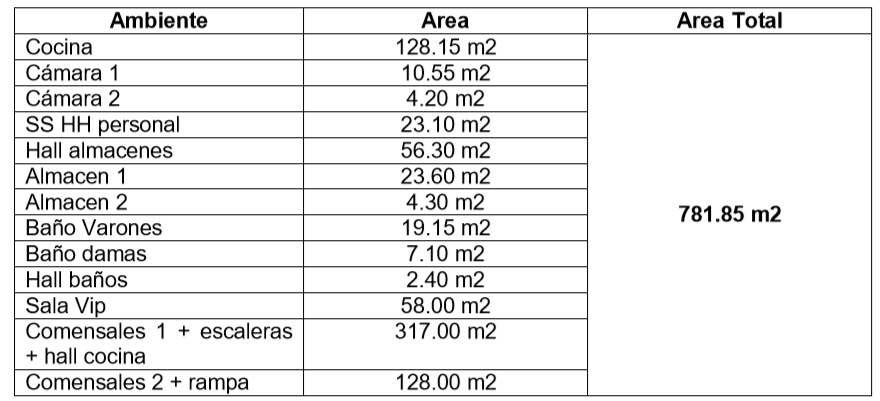 Ambiente Area Area Total
Cocina 128.15 m2
Cámara 1 10.55 m2
Cámara 2 4.20 m2
SS HH personal 23.10 m2
Hall almacenes 56.30 m2
Almacen 1 23.60 m2
Almacen 2 4.30 m2
781.85 m2
Baño Varones 19.15 m2
Baño damas 7.10 m2
Hall baños 2.40 m2
Sala Vip 58.00 m2
Comensales 1 + escaleras 317.00 m2
+ hall cocina
Comensales 2 + rampa 128.00 m2